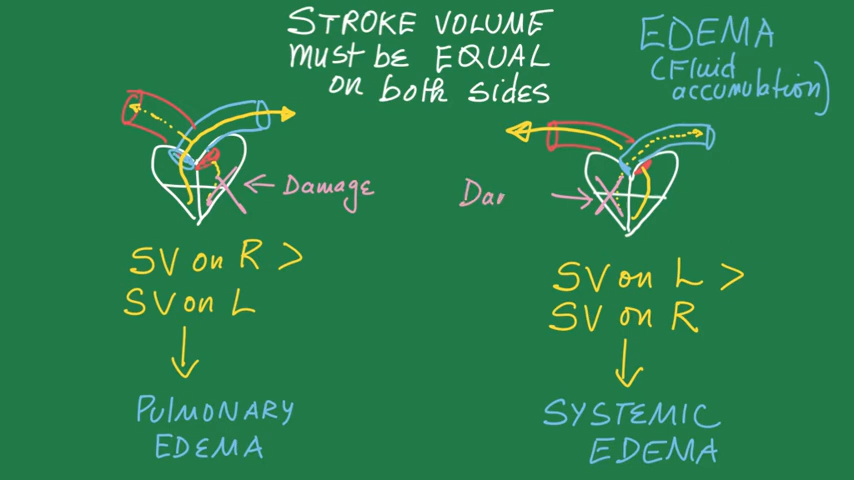 STROKE VOLUME
must be EQUAL
on both sides
EDEMA
(Fluid
accumulation)
Damage
Dar
SV on R >
SV on L
SV on L >
SV on R
PULMONARY
EDEMA
SYSTEMIC
EDEMA